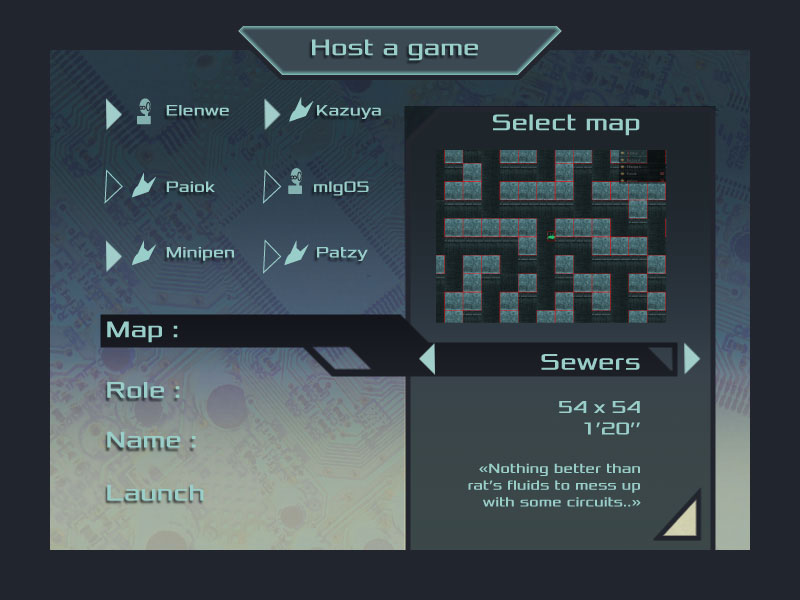 Host a game
Elenwe
Kazuya
Paiok
mlgOS
Minipen
Patzy
Map :
Role :
Name :
Launch
Select map
Sewers
54 x 54
1'20''
«Nothing better than
rat's fluids to mess up
with some circuits..»